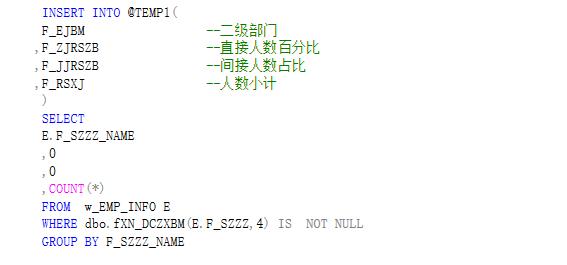 INSERT INTO @TEMP1(
F_EJBM --二级部门
,F_ZJRSZB --直接人数百分比
,F_JJRSZB --间接人数占比
,F_RSXJ --人数小计
)
SELECT
E.F_SZZZ_NAME
,0
,0
,COUNT(*)
FROM w_EMP_INFO E
WHERE dbo.fXN_DCZXBM(E.F_SZZZ,4) IS NOT NULL
GROUP BY F_SZZZ_NAME